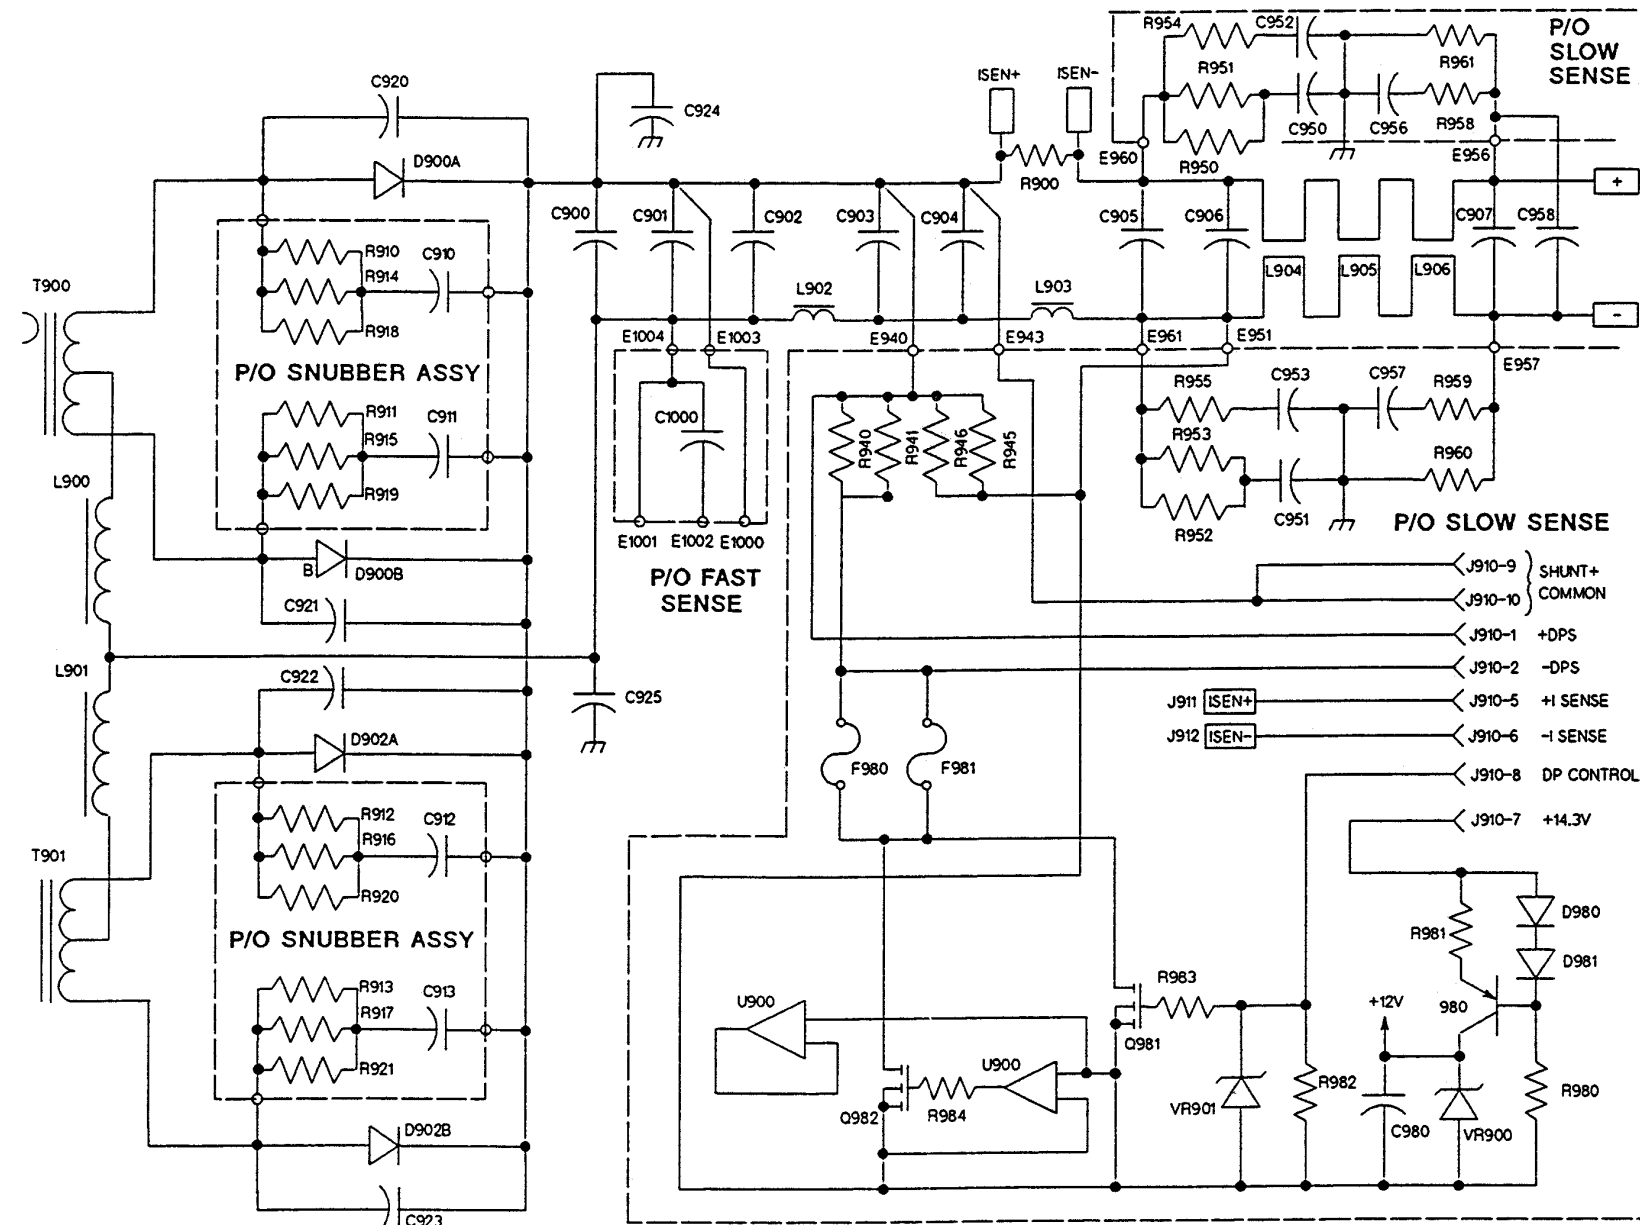 R954
C952
P/O
SLOW
SENSE
R961
ISEN+
ISEN-
R951
C920
C924
C950
C956
R958
E960
R950
E956
D900A
R900
+
C900
C901
C902
C903
C904
C905
C906
C907
C958
R910
C910
R914
T900
L902
L903
L904
L905
L906
R918
-
E1004
E1003
E940
E943
E961
E951
P/O SNUBBER ASSY
E957
R955
C953
C957
R959
R911
C911
C1000
R915
R940
R941
R946
R945
R953
R960
L900
R919
C951
P/O SLOW SENSE
R952
E1001
E1002
E1000
B
D900B
J910-9
SHUNT+
COMMON
P/O FAST
SENSE
C921
J910-10
J910-1 +DPS
L901
C922
J910-2 -DPS
C925
J911 ISEN+
J910-5 +I SENSE
J912 ISEN-
J910-6 -I SENSE
D902A
F980
F981
J910-8 DP CONTROL
R912
C912
J910-7 +14.3V
R916
T901
R920
D980
R981
P/O SNUBBER ASSY
D981
R913
C913
R983
U900
+12V
980
R917
Q981
U900
R921
R982
R980
Q982
R984
VR901
C980
VR900
D902B
C923